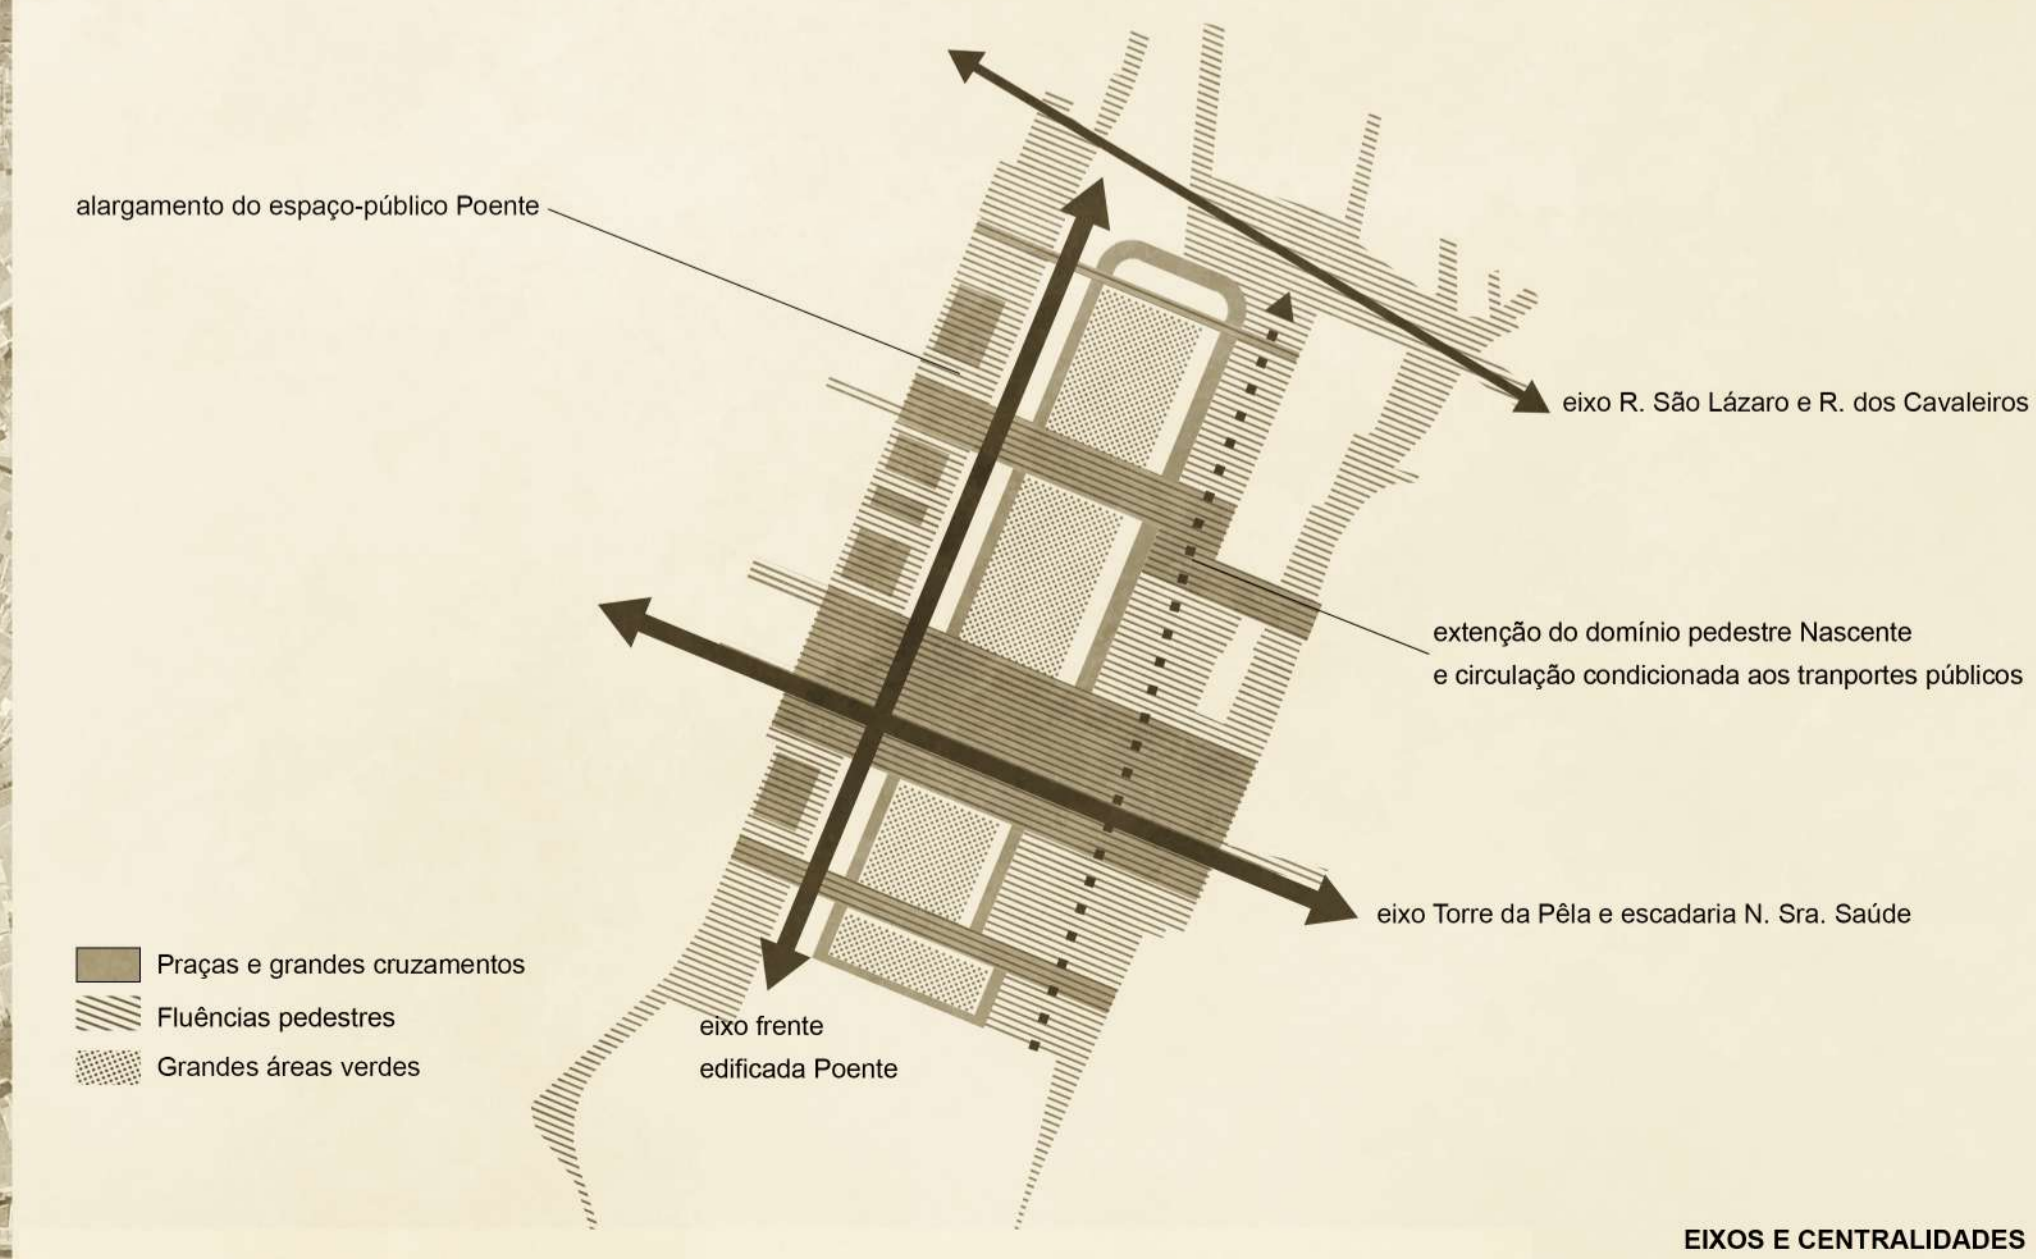 alargamento do espaço-público Poente
eixo R. São Lázaro e R. dos Cavaleiros
extenção do domínio pedestre Nascente
e circulação condicionada aos tranportes públicos
eixo Torre da Pêla e escadaria N. Sra. Saúde
Praças e grandes cruzamentos
Fluências pedestres
Grandes áreas verdes
eixo frente
edificada Poente
EIXOS E CENTRALIDADES